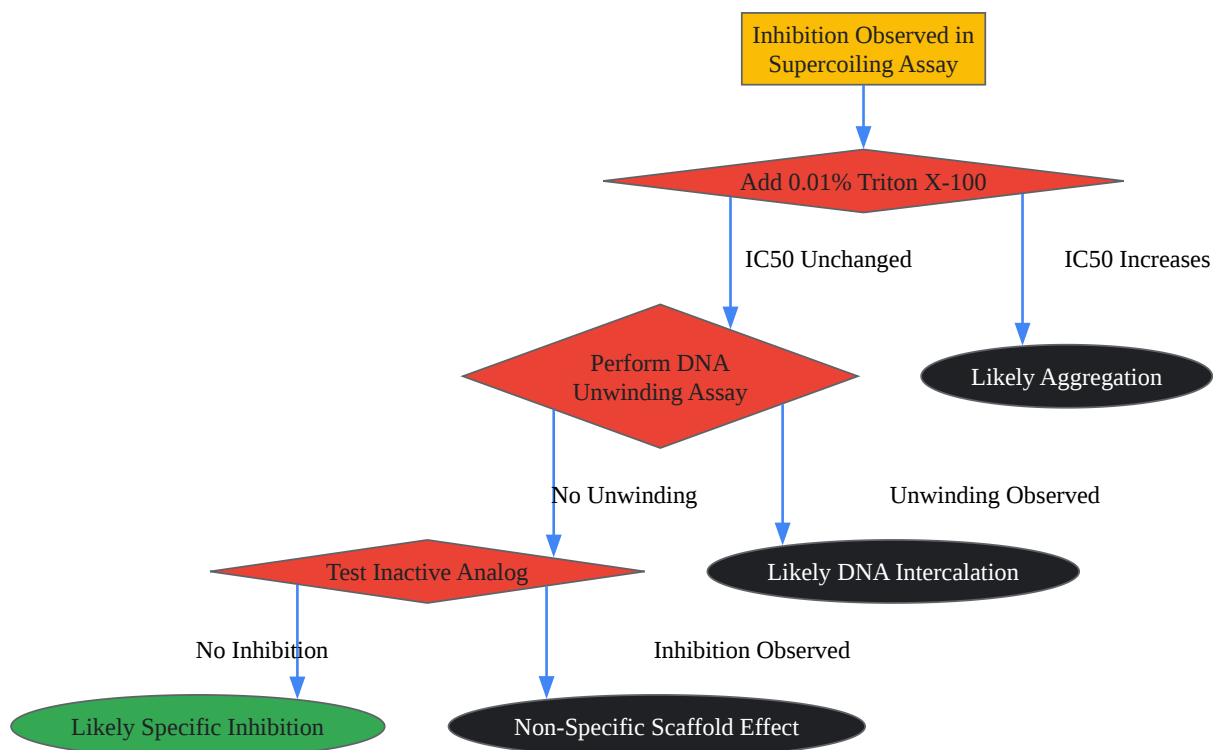 Inhibition Observed in
Supercoiling Assay
Add 0.01% Triton X-100
IC50 Unchanged
IC50 Increases
Perform DNA
Unwinding Assay
Likely Aggregation
No Unwinding
Unwinding Observed
Test Inactive Analog
Likely DNA Intercalation
No Inhibition
Inhibition Observed
Likely Specific Inhibition
Non-Specific Scaffold Effect